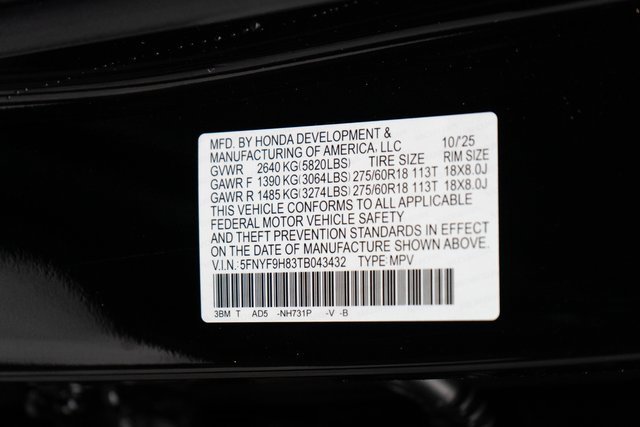 MFD. BY HONDA DEVELOPMENT &
MANUFACTURING OF AMERICA, LLC 10/'25
GVWR 2640 KG(5820LBS) TIRE SIZE RIM SIZE
GAWR F 1390 KG(3064LBS) 275/60R18 113T 18X8.0J
GAWR R 1485 KG(3274LBS) 275/60R18 113T 18X8.0J
THIS VEHICLE CONFORMS TO ALL APPLICABLE
FEDERAL MOTOR VEHICLE SAFETY
AND THEFT PREVENTION STANDARDS IN EFFECT
ON THE DATE OF MANUFACTURE SHOWN ABOVE.
V.I.N.: 5FNYF9H83TB043432 TYPE MPV
3BM T AD5 -NH731P -V -B